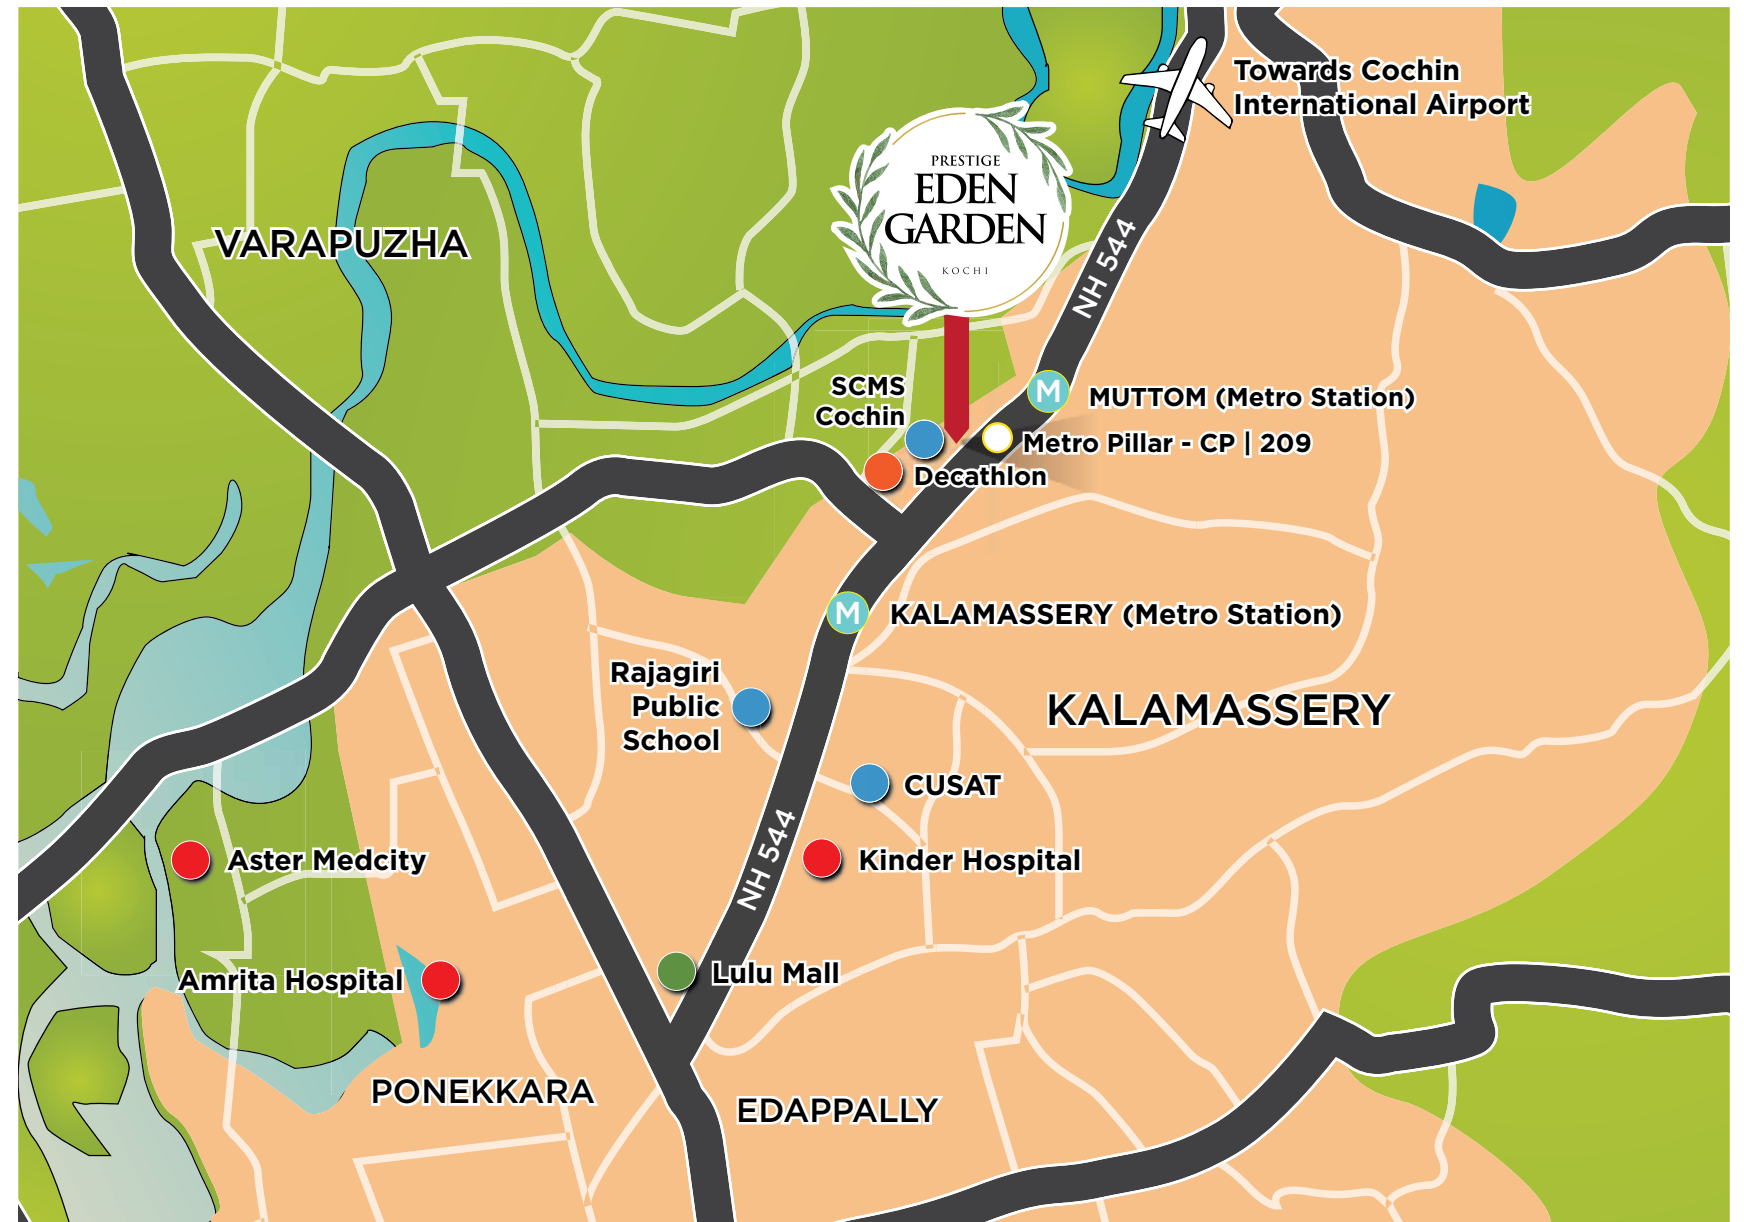 Towards Cochin
International Airport
PRESTIGE
EDEN
GARDEN
KOCHI
VARAPUZHA
NH 544
SCMS
Cochin
M
MUTTOM (Metro Station)
Metro Pillar - CP | 209
Decathlon
M
KALAMASSERY (Metro Station)
Rajagiri
Public
School
KALAMASSERY
CUSAT
NH 544
Aster Medcity
Kinder Hospital
Amrita Hospital
Lulu Mall
PONEKKARA
EDAPPALLY